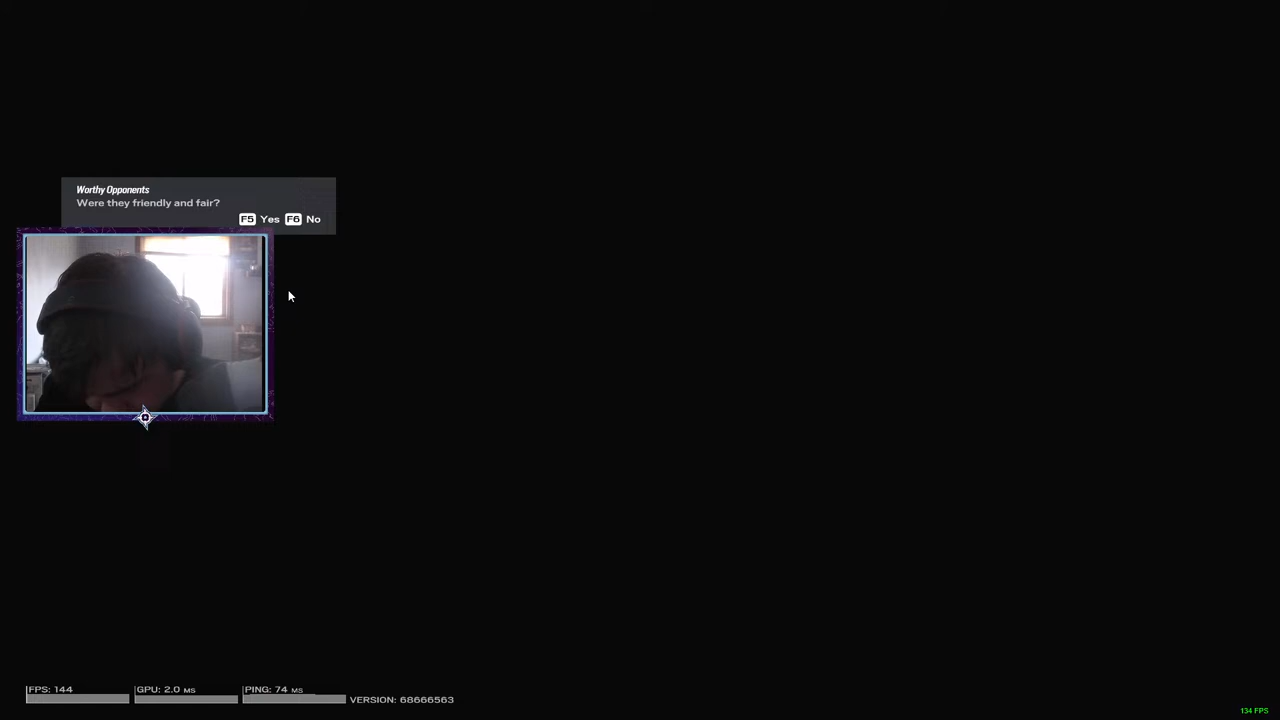 Worthy Opponents
Were they friendly and fair?
F5 Yes F6 No
FPS: 144 GPU: 2.0 MS PING: 74 MS VERSION: 68666563
134 FPS